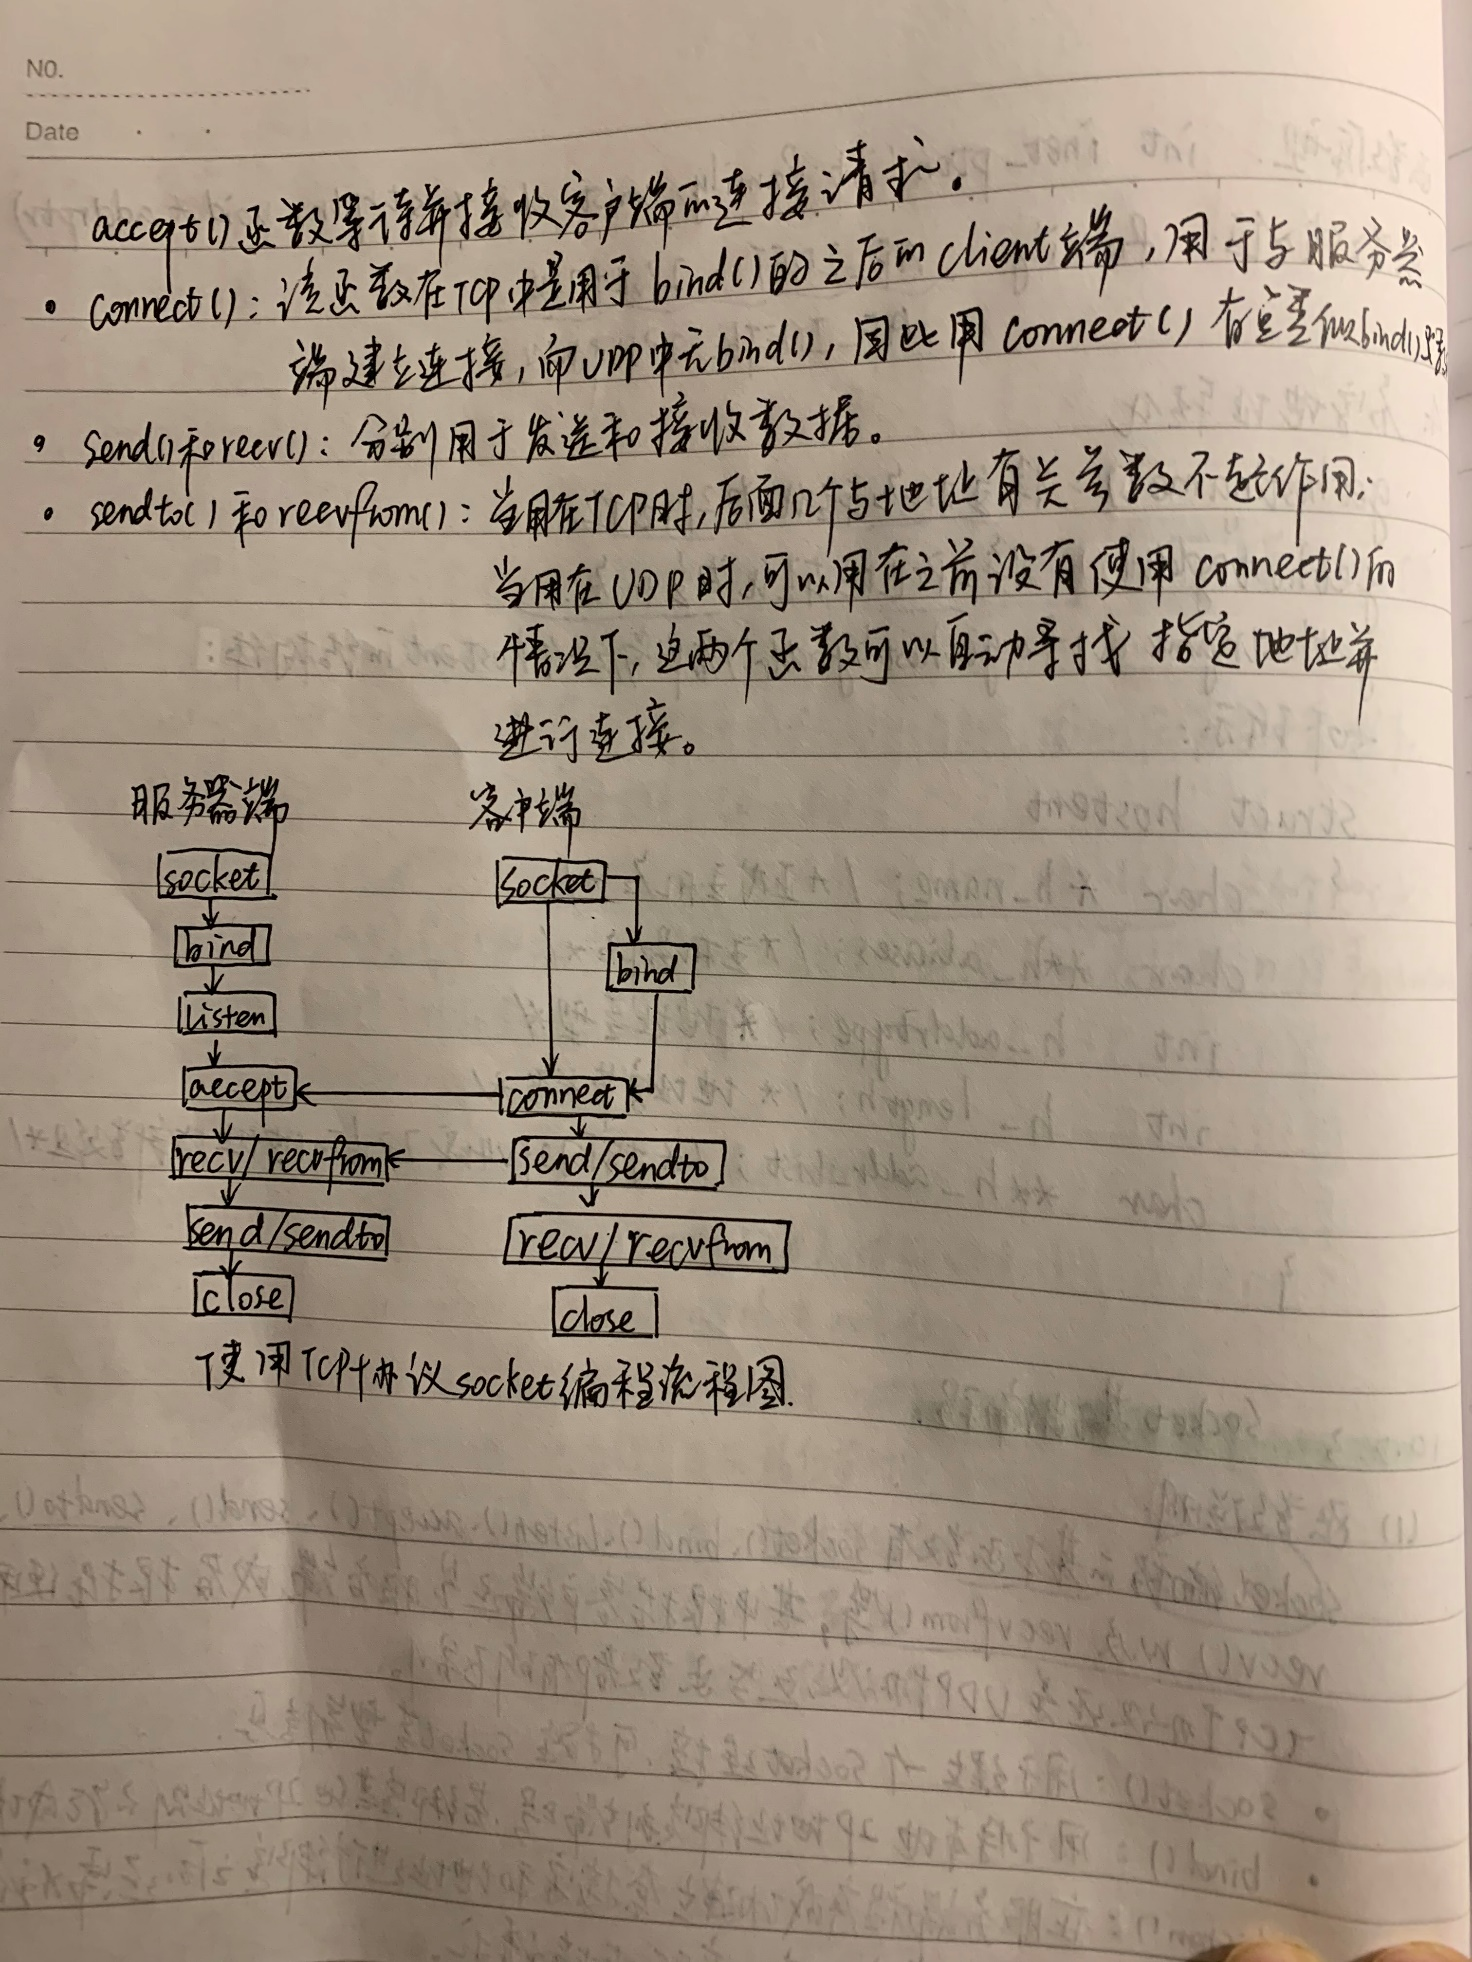 NO.
Date
accept()函数等待并接收客户端的连接请求。
• connect():该函数在TCP中是用于bind()的之后的client端,用于与服务器
端建立连接,而UDP中无bind(),因此用connect()有点类似bind()
• send()和recv():分别用于发送和接收数据。
• sendto()和recvfrom():当用在TCP时,后面几个与地址有关参数不起作用;
当用在UDP时,可以用在之前没有使用connect()的
情况下,这两个函数可以自动寻找指定地址并
进行连接。
服务器端 客户端
socket socket
bind bind
listen
accept connect
recv/recvfrom send/sendto
send/sendto recv/recvfrom
close close
使用TCP协议socket编程流程图.